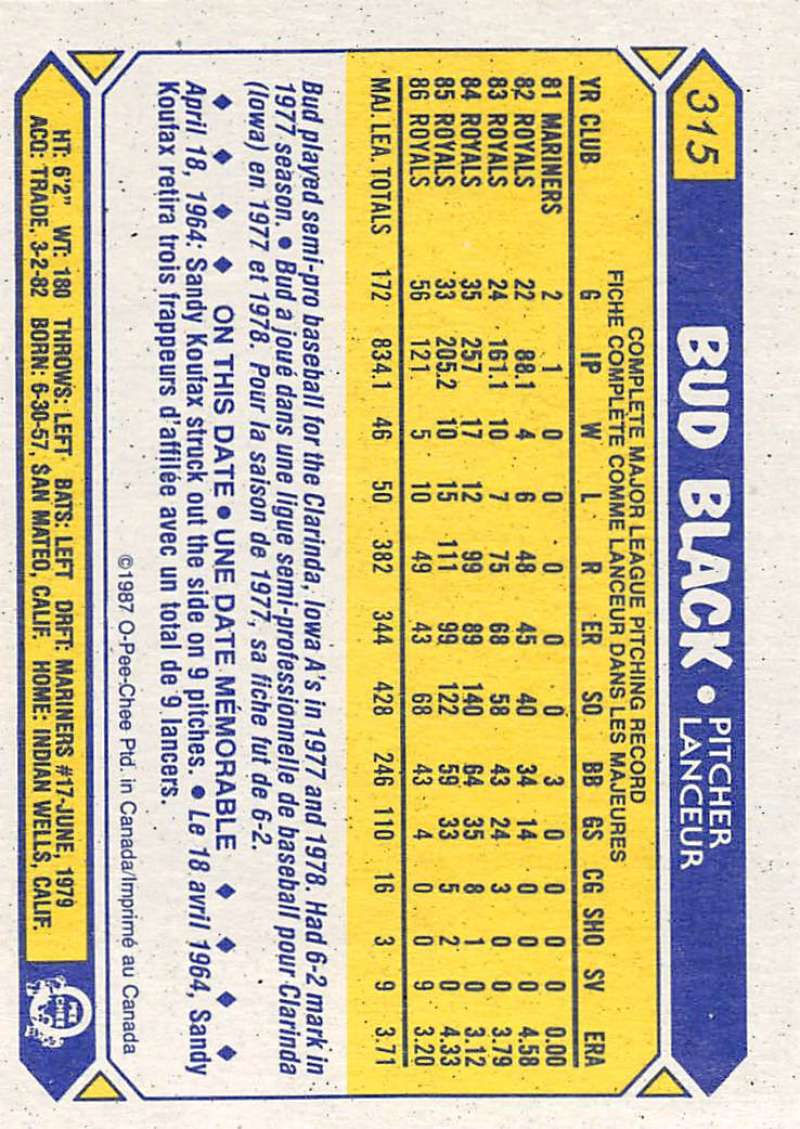 315
BUD BLACK • PITCHER
LANCEUR
COMPLETE MAJOR LEAGUE PITCHING RECORD
FICHE COMPLÈTE COMME LANCEUR DANS LES MAJEURES
YR CLUB G IP W L R ER SO BB GS CG SHO SV ERA
81 MARINERS 2 1 0 0 0 0 0 3 0 0 0 0 0.00
82 ROYALS 22 88.1 4 6 48 45 40 34 14 0 0 0 4.58
83 ROYALS 24 161.1 10 7 75 68 58 43 24 3 0 0 3.79
84 ROYALS 35 257 17 12 99 89 140 64 35 8 1 0 3.12
85 ROYALS 33 205.2 10 15 111 99 122 59 33 5 2 0 4.33
86 ROYALS 56 121 5 10 49 43 68 43 4 0 0 9 3.20
MAJ. LEA. TOTALS 172 834.1 46 50 382 344 428 246 110 16 3 9 3.71
Bud played semi-pro baseball for the Clarinda, Iowa A's in 1977 and 1978. Had 6-2 mark in
1977 season. • Bud a joué dans une ligue semi-professionnelle de baseball pour Clarinda
(Iowa) en 1977 et 1978. Pour la saison de 1977, sa fiche fut de 6-2.
◆ ◆ ◆ ◆ ON THIS DATE • UNE DATE MÉMORABLE ◆ ◆ ◆ ◆
April 18, 1964: Sandy Koufax struck out the side on 9 pitches. • Le 18 avril 1964, Sandy
Koufax retira trois frappeurs d'affilée avec un total de 9 lancers.
©1987 O-Pee-Chee Ptd. in Canada/Imprimé au Canada
HT: 6'2" WT: 180 THROWS: LEFT BATS: LEFT DRFT: MARINERS #17-JUNE, 1979
ACQ: TRADE, 3-2-82 BORN: 6-30-57, SAN MATEO, CALIF. HOME: INDIAN WELLS, CALIF.